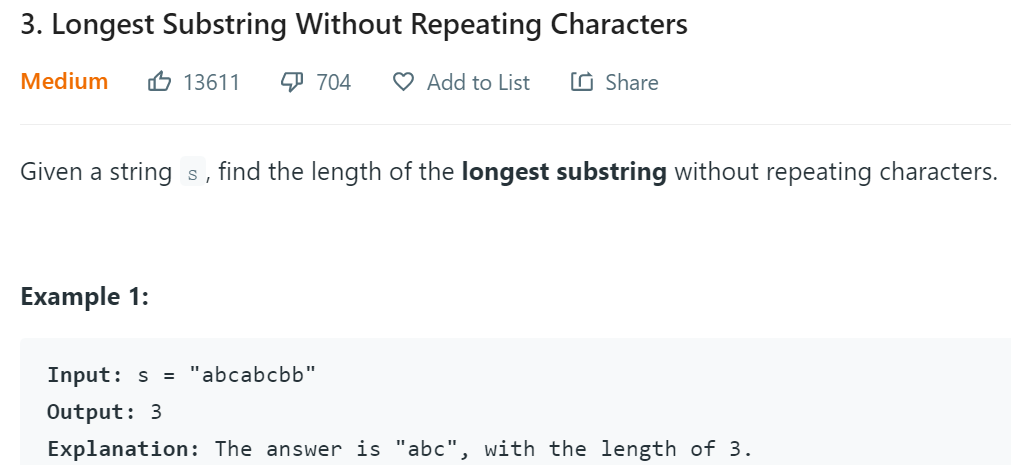 3. Longest Substring Without Repeating Characters
Medium 13611 704 Add to List Share
Given a string s, find the length of the longest substring without repeating characters.
Example 1:
Input: s = "abcabcbb"
Output: 3
Explanation: The answer is "abc", with the length of 3.